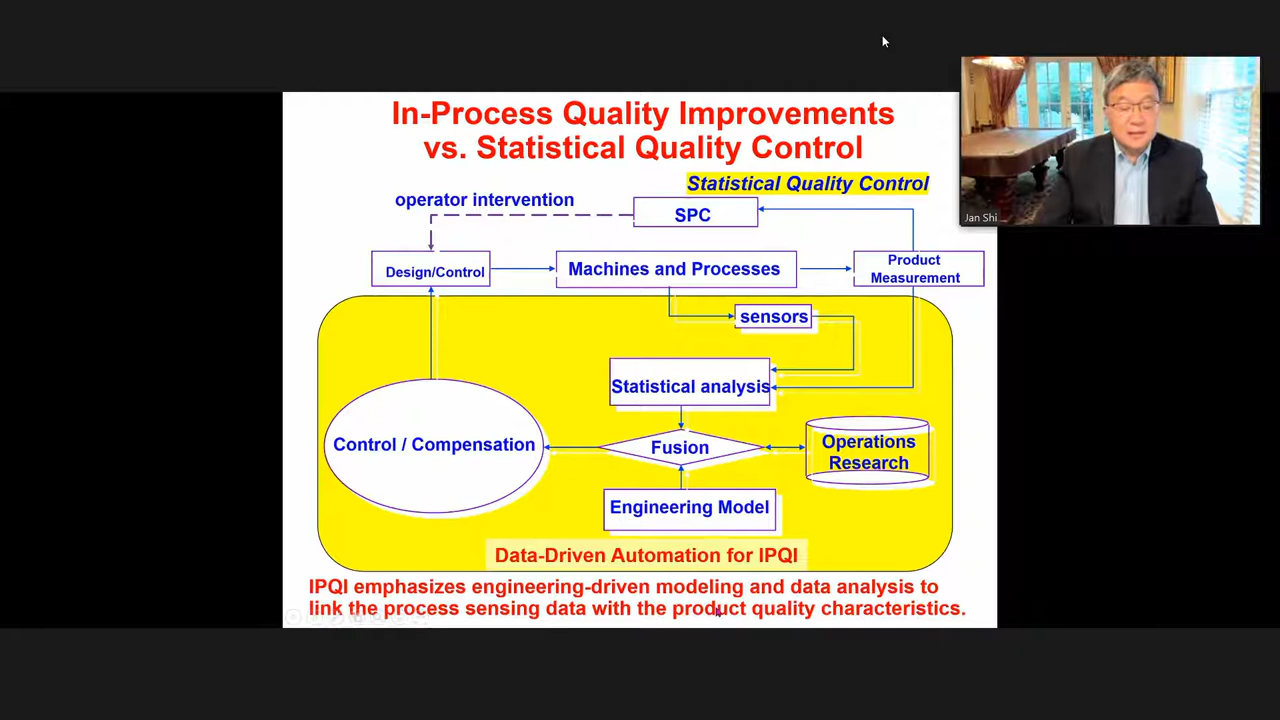 In-Process Quality Improvements
vs. Statistical Quality Control
Statistical Quality Control
operator intervention
SPC
Design/Control
Machines and Processes
Product
Measurement
sensors
Statistical analysis
Control / Compensation
Fusion
Operations
Research
Engineering Model
Data-Driven Automation for IPQI
IPQI emphasizes engineering-driven modeling and data analysis to
link the process sensing data with the product quality characteristics.
Jan Shi